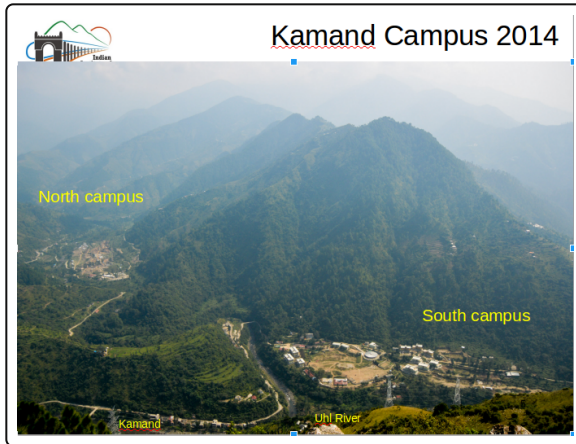 Kamand Campus 2014
Indian
North campus
South campus
Uhl River
Kamand